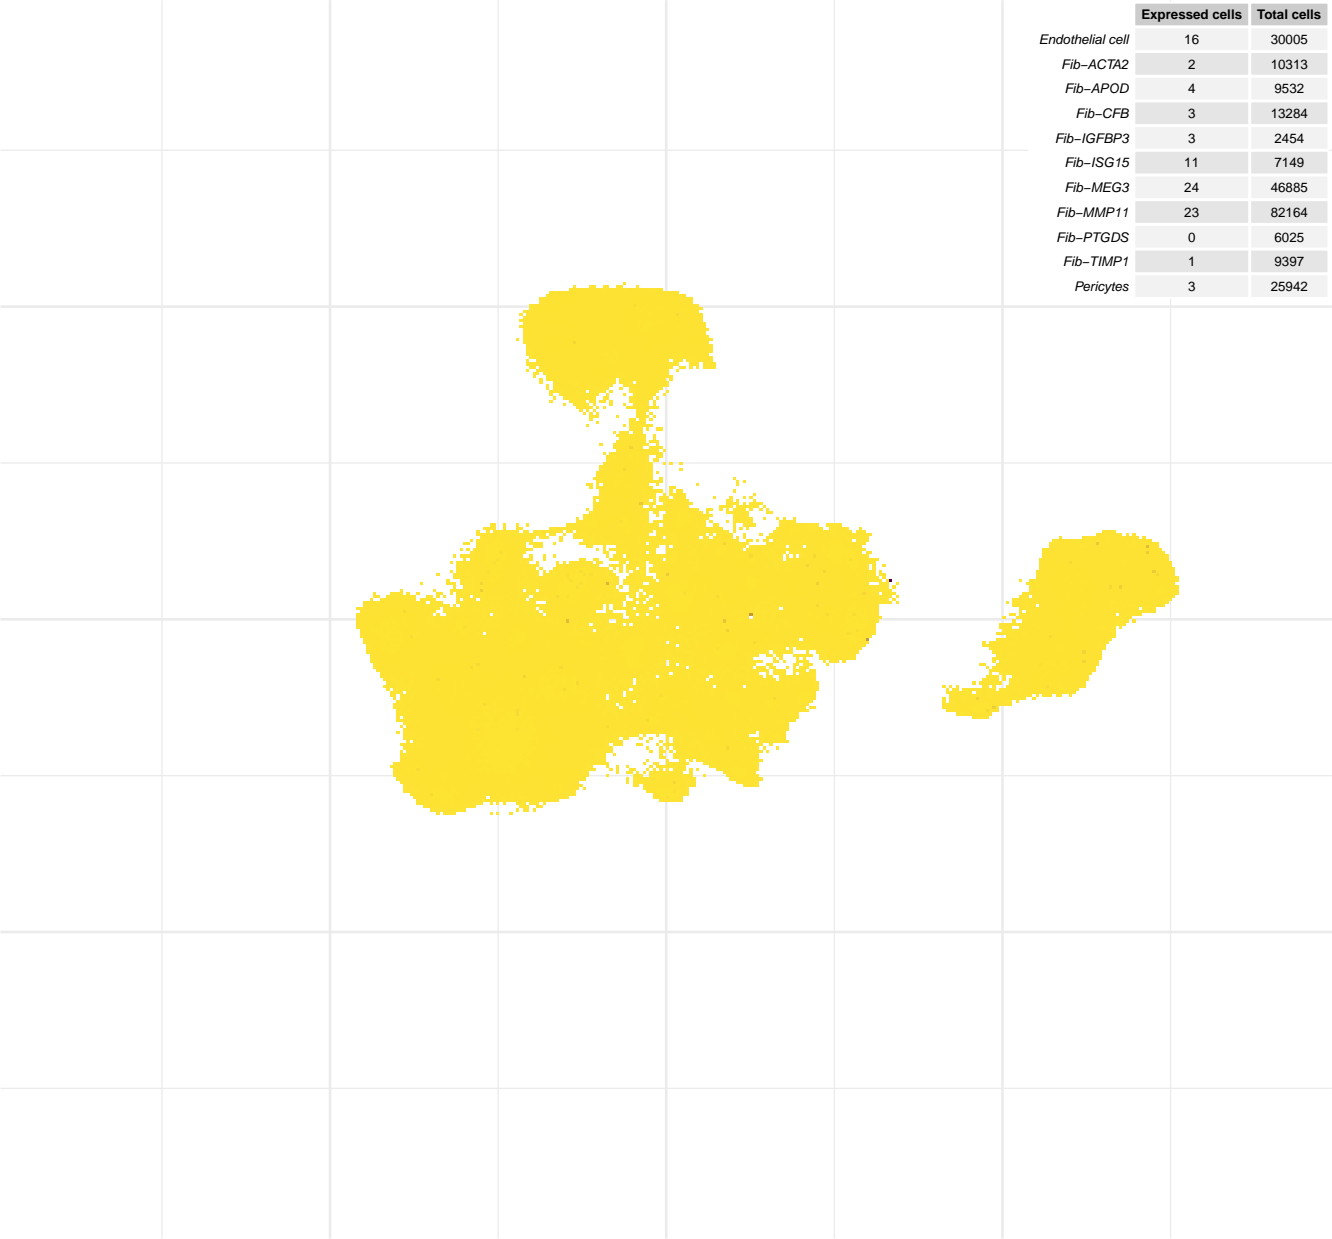 Expressed cells Total cells
Endothelial cell 16 30005
Fib−ACTA2 2 10313
Fib−APOD 4 9532
Fib−CFB 3 13284
Fib−IGFBP3 3 2454
Fib−ISG15 11 7149
Fib−MEG3 24 46885
Fib−MMP11 23 82164
Fib−PTGDS 0 6025
Fib−TIMP1 1 9397
Pericytes 3 25942